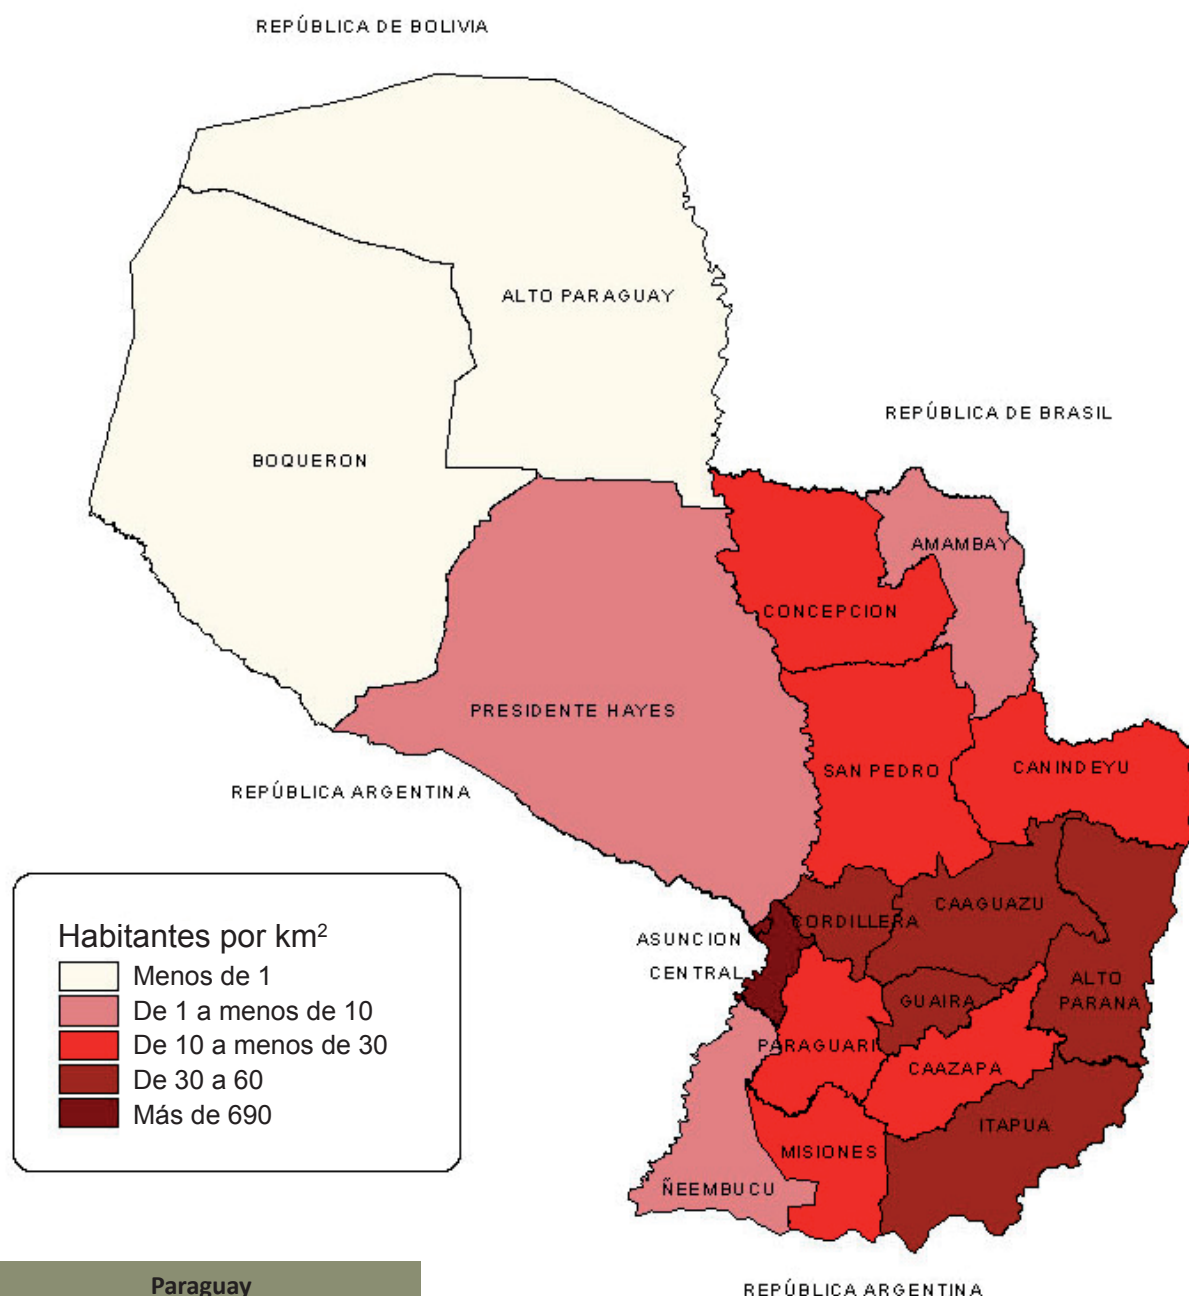 REPÚBLICA DE BOLIVIA
ALTO PARAGUAY
REPÚBLICA DE BRASIL
BOQUERON
AMAMBAY
CONCEPCION
PRESIDENTE HAYES
SAN PEDRO
CANINDEYU
REPÚBLICA ARGENTINA
CORDILLERA
CAAGUAZU
ASUNCION
CENTRAL
ALTO
PARANA
GUAIRA
PARAGUARI
CAAZAPA
ITAPUA
MISIONES
ÑEEMBUCU
Habitantes por km²
Menos de 1
De 1 a menos de 10
De 10 a menos de 30
De 30 a 60
Más de 690
Paraguay
REPÚBLICA ARGENTINA